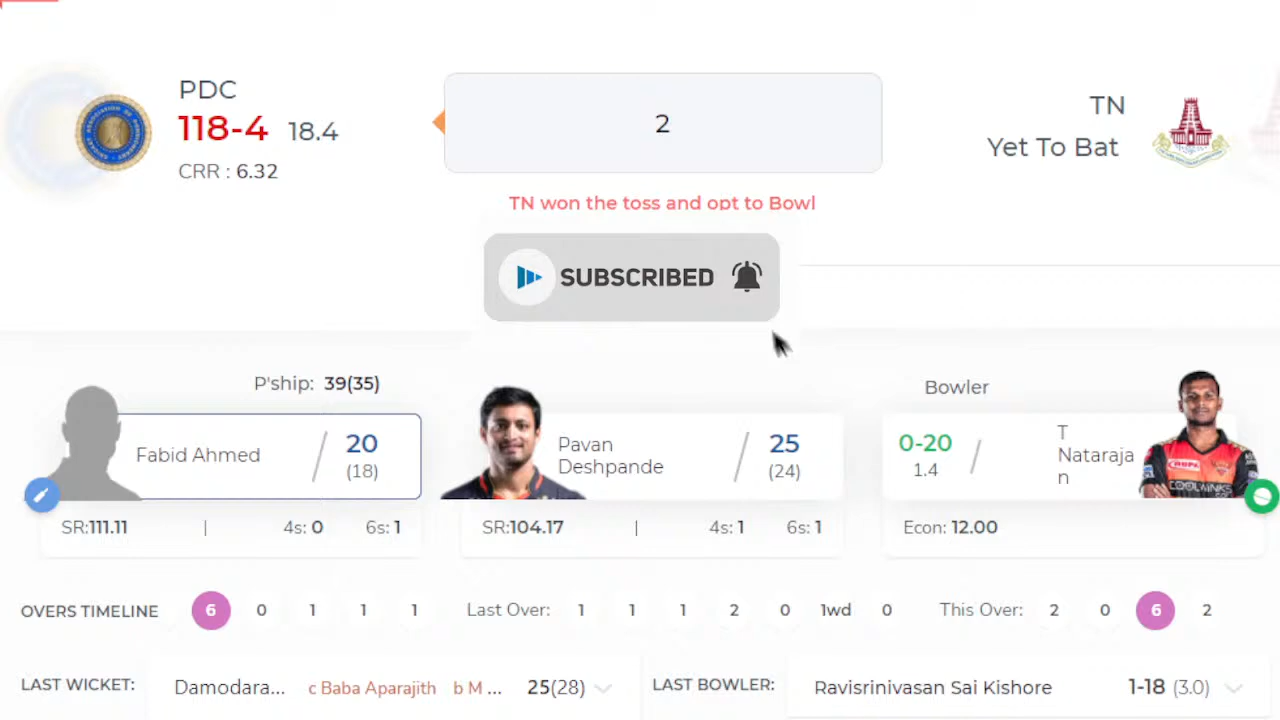 PDC
118-4 18.4
CRR : 6.32
2
TN
Yet To Bat
TN won the toss and opt to Bowl
SUBSCRIBED
P'ship: 39(35)
Fabid Ahmed / 20
(18)
SR:111.11 | 4s: 0 6s: 1
Pavan
Deshpande / 25
(24)
SR:104.17 | 4s: 1 6s: 1
Bowler
0-20 /
1.4
T
Nataraja
n
Econ: 12.00
OVERS TIMELINE 6 0 1 1 1 Last Over: 1 1 1 2 0 1wd 0 This Over: 2 0 6 2
LAST WICKET: Damodara... c Baba Aparajith b M ... 25(28) LAST BOWLER: Ravisrinivasan Sai Kishore 1-18 (3.0)